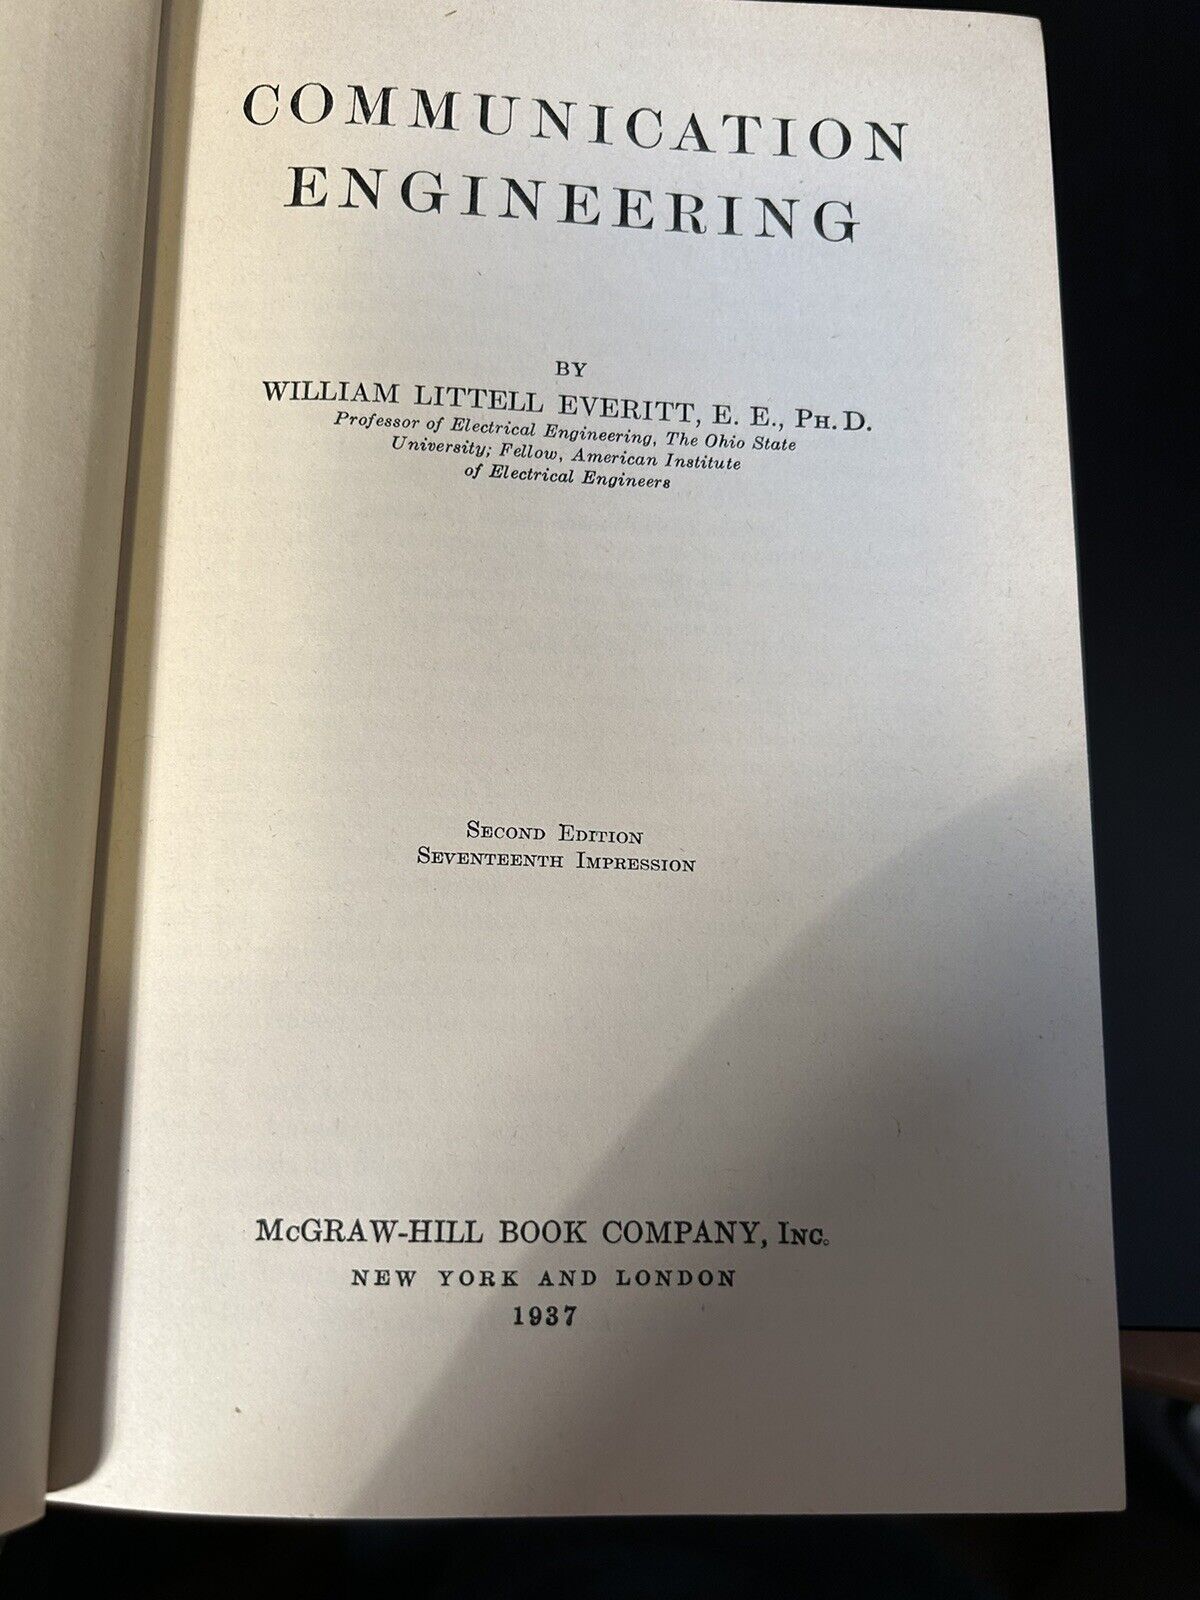 COMMUNICATION
ENGINEERING
BY
WILLIAM LITTELL EVERITT, E. E., PH. D.
Professor of Electrical Engineering, The Ohio State
University; Fellow, American Institute
of Electrical Engineers
SECOND EDITION
SEVENTEENTH IMPRESSION
McGRAW-HILL BOOK COMPANY, INC.
NEW YORK AND LONDON
1937